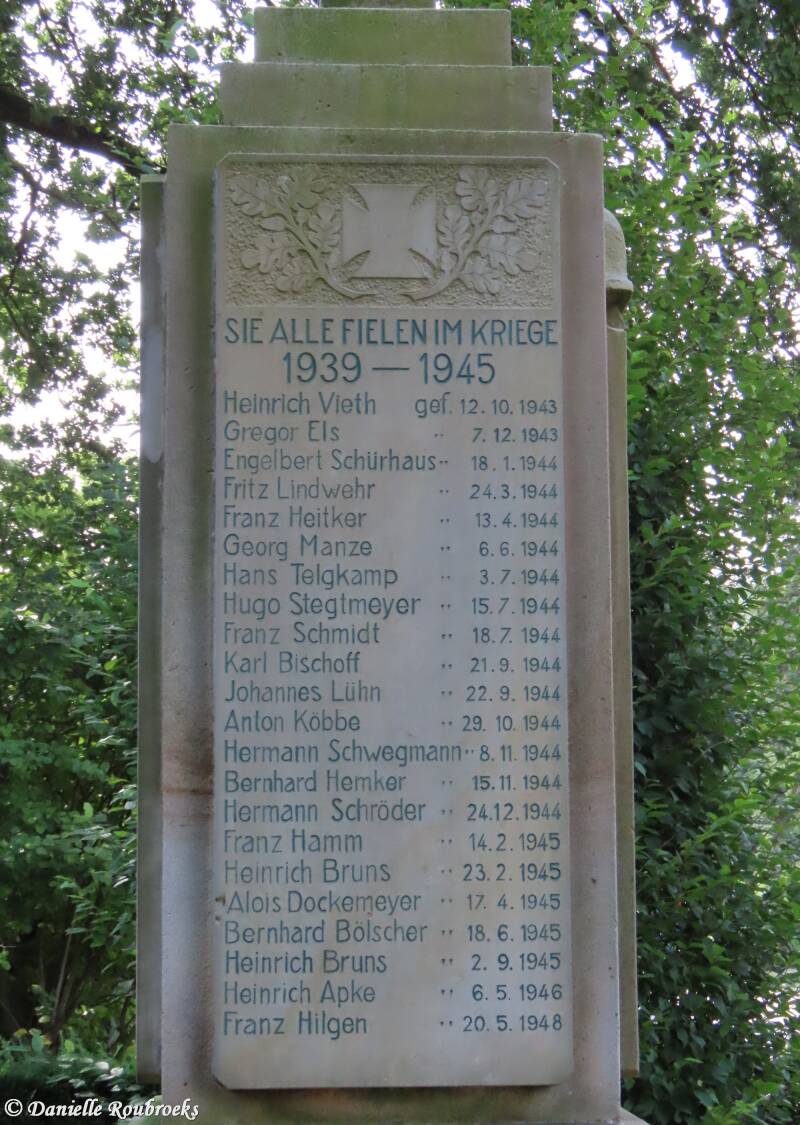 SIE ALLE FIELEN IM KRIEGE
1939 — 1945
Heinrich Vieth gef. 12. 10. 1943
Gregor Els ·· 7. 12. 1943
Engelbert Schürhaus ·· 18. 1. 1944
Fritz Lindwehr ·· 24. 3. 1944
Franz Heitker ·· 13. 4. 1944
Georg Manze ·· 6. 6. 1944
Hans Telgkamp ·· 3. 7. 1944
Hugo Stegtmeyer ·· 15. 7. 1944
Franz Schmidt ·· 18. 7. 1944
Karl Bischoff ·· 21. 9. 1944
Johannes Lühn ·· 22. 9. 1944
Anton Köbbe ·· 29. 10. 1944
Hermann Schwegmann ·· 8. 11. 1944
Bernhard Hemker ·· 15. 11. 1944
Hermann Schröder ·· 24. 12. 1944
Franz Hamm ·· 14. 2. 1945
Heinrich Bruns ·· 23. 2. 1945
Alois Dockemeyer ·· 17. 4. 1945
Bernhard Bölscher ·· 18. 6. 1945
Heinrich Bruns ·· 2. 9. 1945
Heinrich Apke ·· 6. 5. 1946
Franz Hilgen ·· 20. 5. 1948
© Danielle Roubroeks